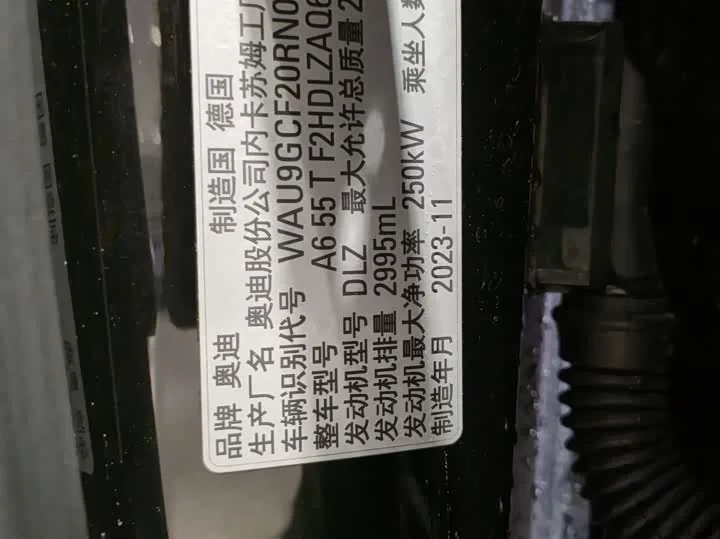 品牌 奥迪 制造国 德国
生产厂名 奥迪股份公司内卡苏姆工厂
车辆识别代号 WAU9GCF20RN0
整车型号 A6 55 T F2HDLZAQ6
发动机型号 DLZ 最大允许总质量 2
发动机排量 2995mL
发动机最大净功率 250kW 乘坐人数
制造年月 2023-11